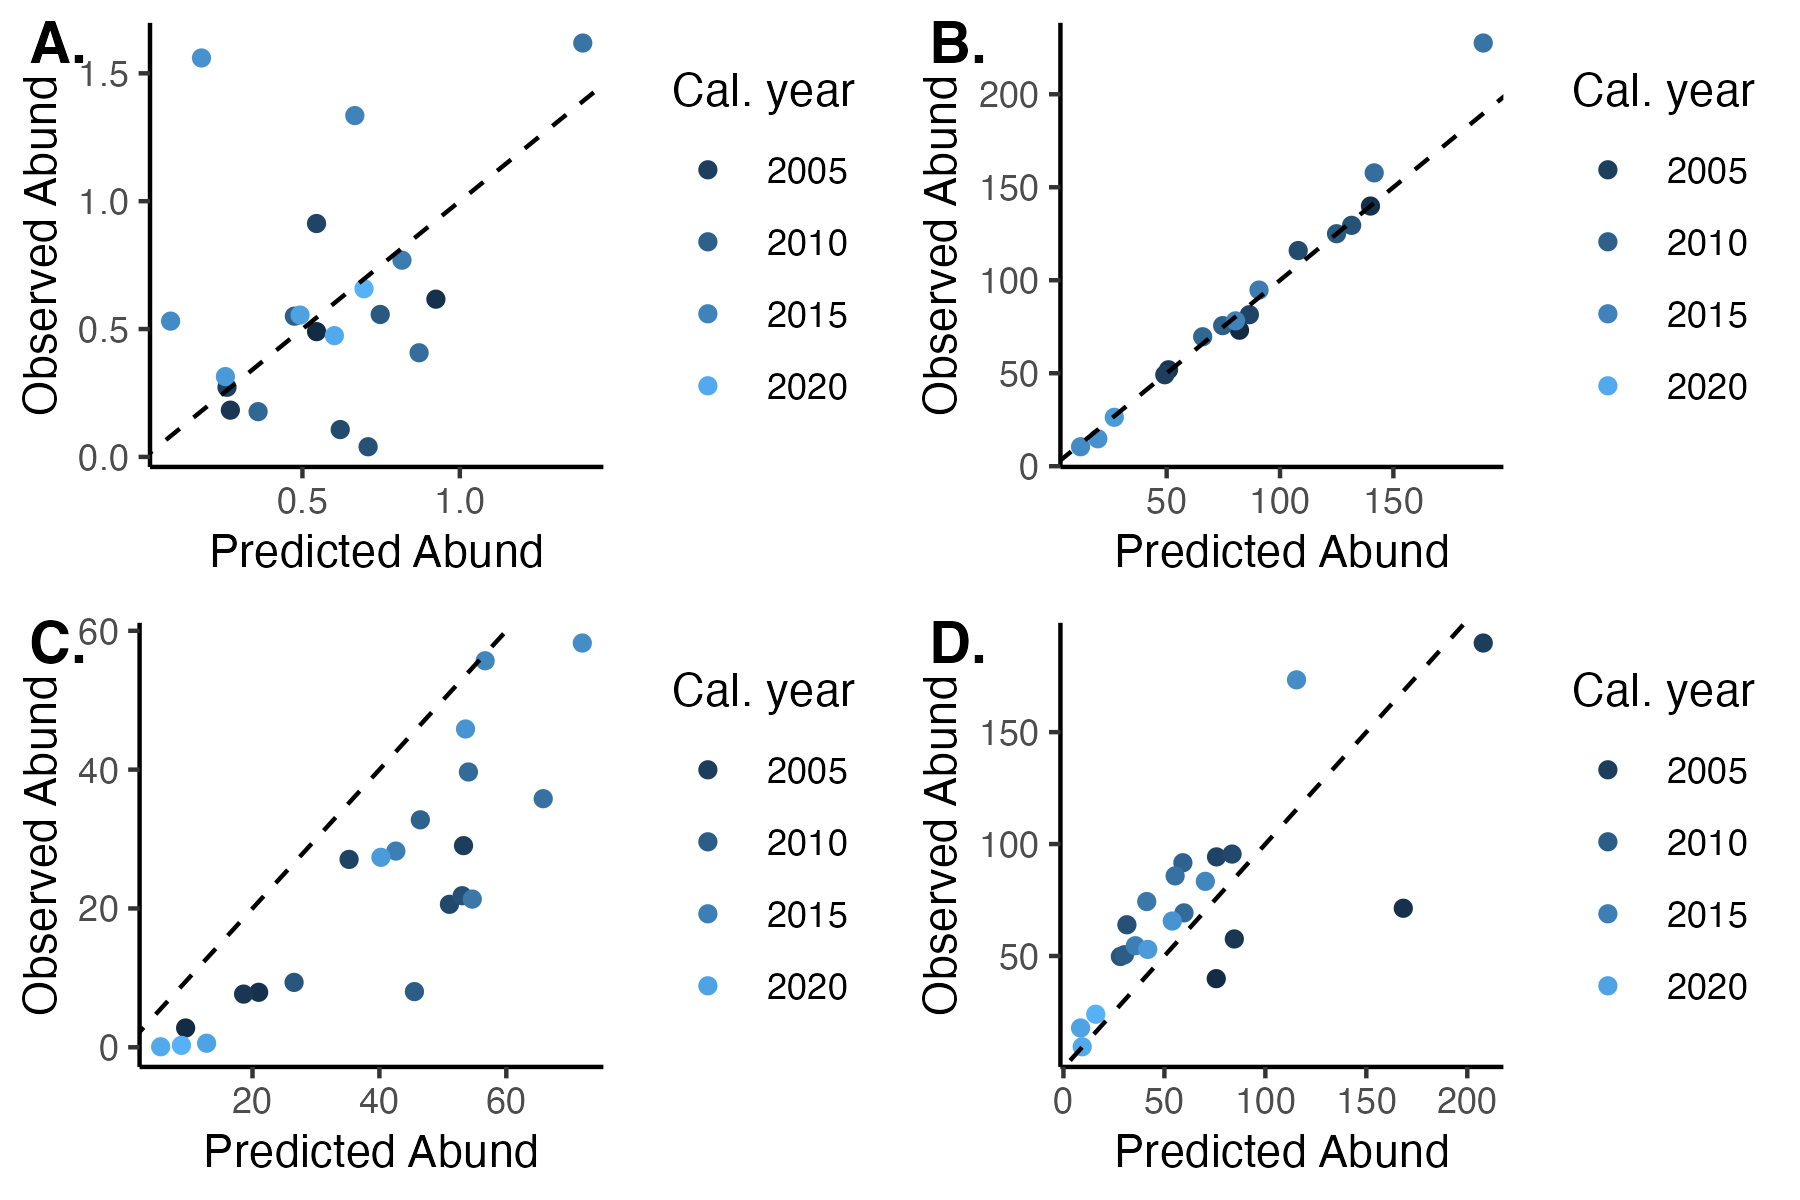 A.
Observed Abund
1.5
1.0
0.5
0.0
0.5 1.0
Predicted Abund
Cal. year
2005
2010
2015
2020
B.
Observed Abund
200
150
100
50
0
50 100 150
Predicted Abund
Cal. year
2005
2010
2015
2020
C.
Observed Abund
60
40
20
0
20 40 60
Predicted Abund
Cal. year
2005
2010
2015
2020
D.
Observed Abund
150
100
50
0 50 100 150 200
Predicted Abund
Cal. year
2005
2010
2015
2020